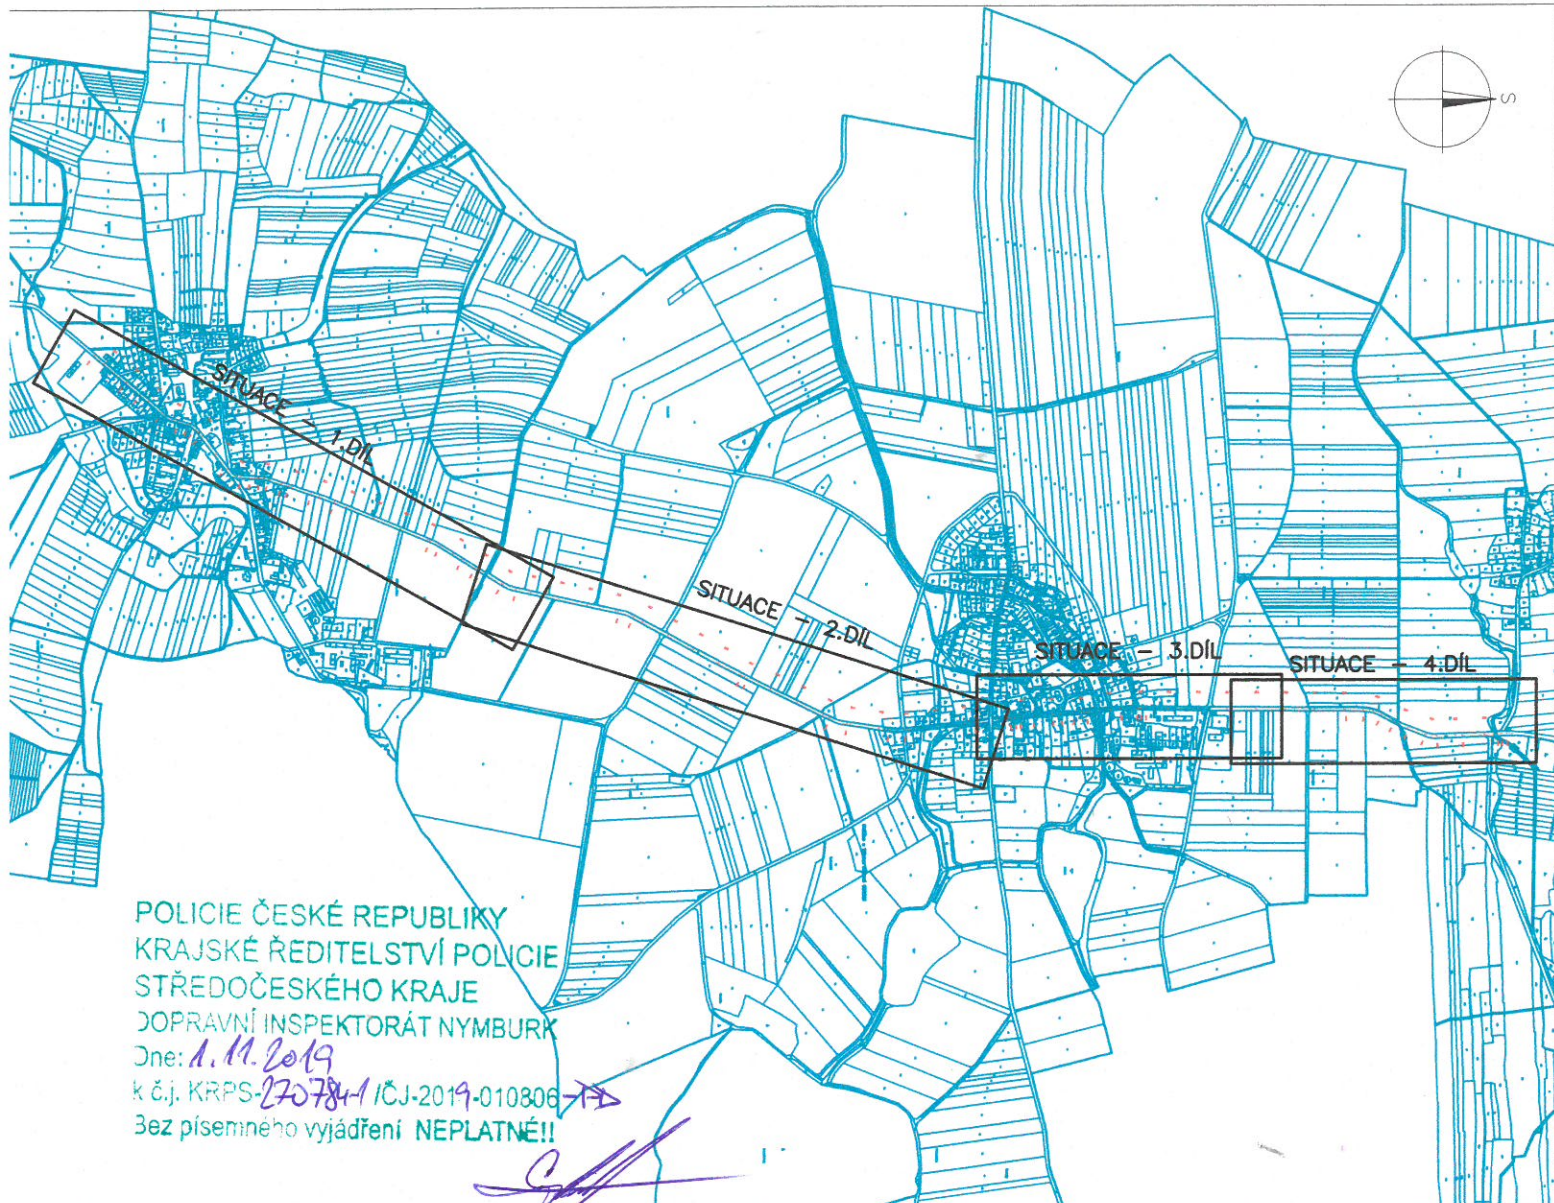 S
SITUACE - 1.DÍL
SITUACE - 2.DÍL
SITUACE - 3.DÍL
SITUACE - 4.DÍL
POLICIE ČESKÉ REPUBLIKY
KRAJSKÉ ŘEDITELSTVÍ POLICIE
STŘEDOČESKÉHO KRAJE
DOPRAVNÍ INSPEKTORÁT NYMBURK
Dne: 1.11.2019
k č.j. KRPS-270784-1/ČJ-2019-010806-
Bez písemného vyjádření NEPLATNÉ!!